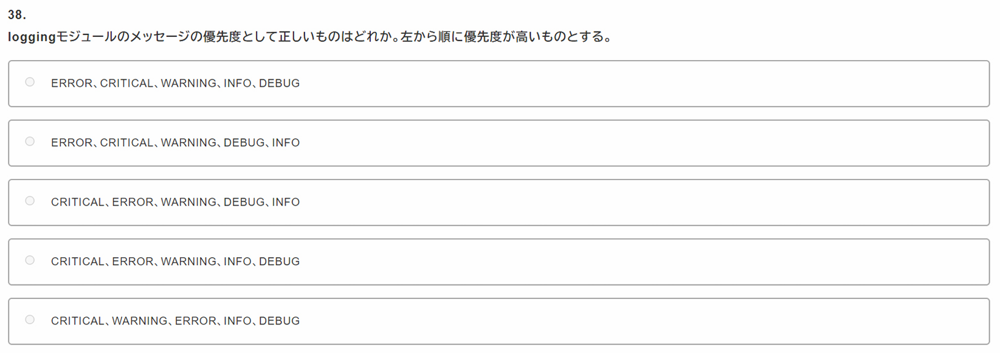 38.
loggingモジュールのメッセージの優先度として正しいものはどれか。左から順に優先度が高いものとする。
ERROR、CRITICAL、WARNING、INFO、DEBUG
ERROR、CRITICAL、WARNING、DEBUG、INFO
CRITICAL、ERROR、WARNING、DEBUG、INFO
CRITICAL、ERROR、WARNING、INFO、DEBUG
CRITICAL、WARNING、ERROR、INFO、DEBUG